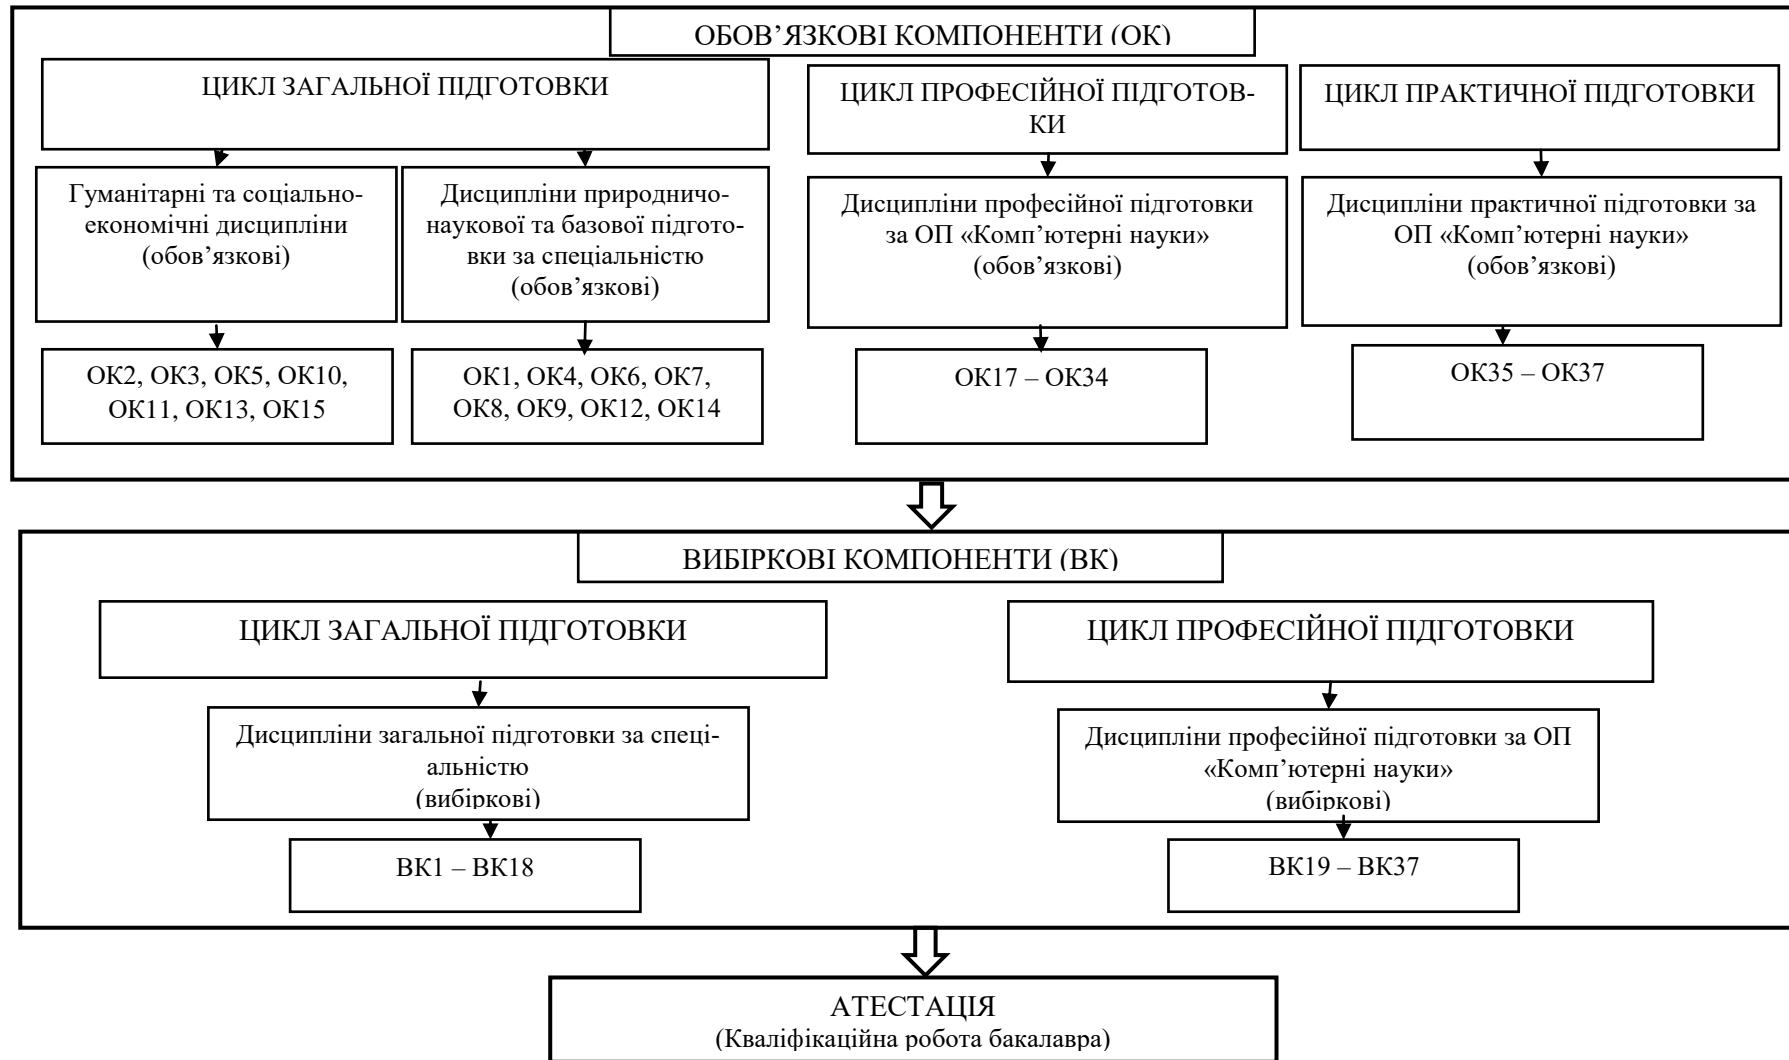 ОБОВ’ЯЗКОВІ КОМПОНЕНТИ (ОК)
ЦИКЛ ЗАГАЛЬНОЇ ПІДГОТОВКИ
ЦИКЛ ПРОФЕСІЙНОЇ ПІДГОТОВ-
КИ
ЦИКЛ ПРАКТИЧНОЇ ПІДГОТОВКИ
Гуманітарні та соціально-
економічні дисципліни
(обов’язкові)
Дисципліни природничо-
наукової та базової підгото-
вки за спеціальністю
(обов’язкові)
Дисципліни професійної підготовки
за ОП «Комп’ютерні науки»
(обов’язкові)
Дисципліни практичної підготовки за
ОП «Комп’ютерні науки»
(обов’язкові)
ОК2, ОК3, ОК5, ОК10,
ОК11, ОК13, ОК15
ОК1, ОК4, ОК6, ОК7,
ОК8, ОК9, ОК12, ОК14
ОК17 – ОК34
ОК35 – ОК37
ВИБІРКОВІ КОМПОНЕНТИ (ВК)
ЦИКЛ ЗАГАЛЬНОЇ ПІДГОТОВКИ
ЦИКЛ ПРОФЕСІЙНОЇ ПІДГОТОВКИ
Дисципліни загальної підготовки за спеці-
альністю
(вибіркові)
Дисципліни професійної підготовки за ОП
«Комп’ютерні науки»
(вибіркові)
ВК1 – ВК18
ВК19 – ВК37
АТЕСТАЦІЯ
(Кваліфікаційна робота бакалавра)